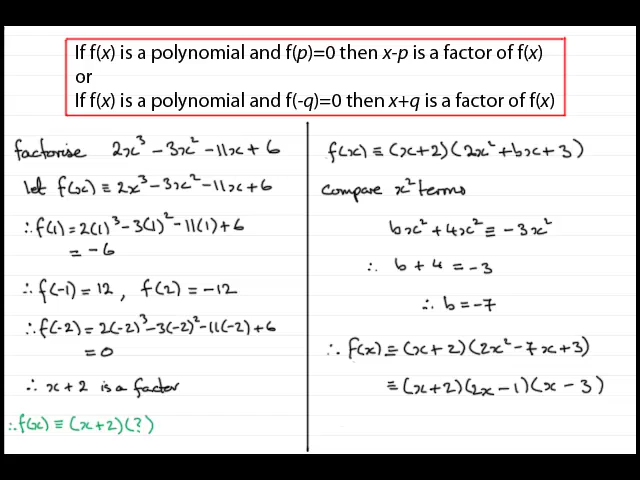 If f(x) is a polynomial and f(p)=0 then x-p is a factor of f(x)
or
If f(x) is a polynomial and f(-q)=0 then x+q is a factor of f(x)
factorise 2x³ - 3x² - 11x + 6
let f(x) ≡ 2x³ - 3x² - 11x + 6
∴ f(1) = 2(1)³ - 3(1)² - 11(1) + 6
= -6
∴ f(-1) = 12 , f(2) = -12
∴ f(-2) = 2(-2)³ - 3(-2)² - 11(-2) + 6
= 0
∴ x + 2 is a factor
∴ f(x) ≡ (x+2)(?)
f(x) ≡ (x+2)(2x² + bx + 3)
compare x² terms
bx² + 4x² ≡ -3x²
∴ b + 4 = -3
∴ b = -7
∴ f(x) ≡ (x+2)(2x² - 7x + 3)
≡ (x+2)(2x - 1)(x - 3)